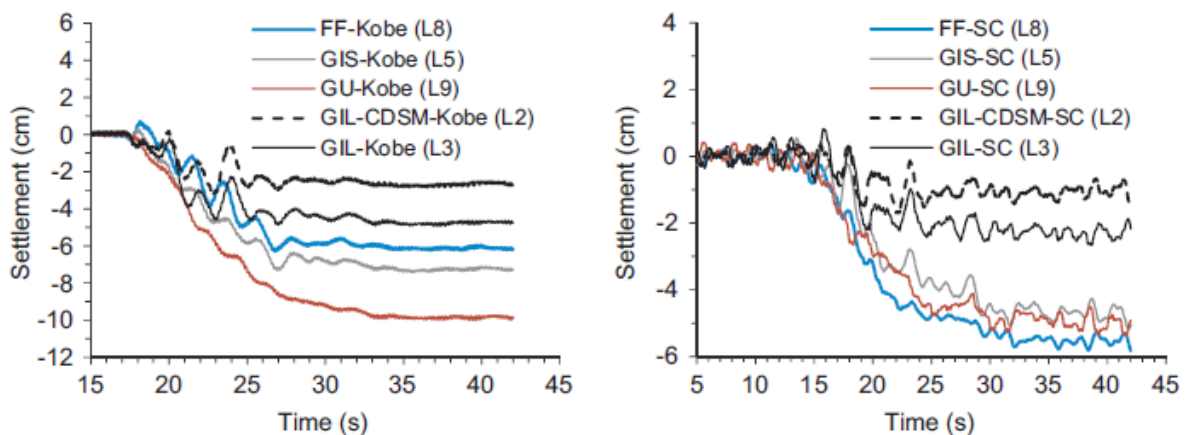 6
4
2
0
-2
-4
-6
-8
-10
-12
Settlement (cm)
FF-Kobe (L8)
GIS-Kobe (L5)
GU-Kobe (L9)
GIL-CDSM-Kobe (L2)
GIL-Kobe (L3)
15 20 25 30 35 40 45
Time (s)
4
2
0
-2
-4
-6
Settlement (cm)
FF-SC (L8)
GIS-SC (L5)
GU-SC (L9)
GIL-CDSM-SC (L2)
GIL-SC (L3)
5 10 15 20 25 30 35 40 45
Time (s)